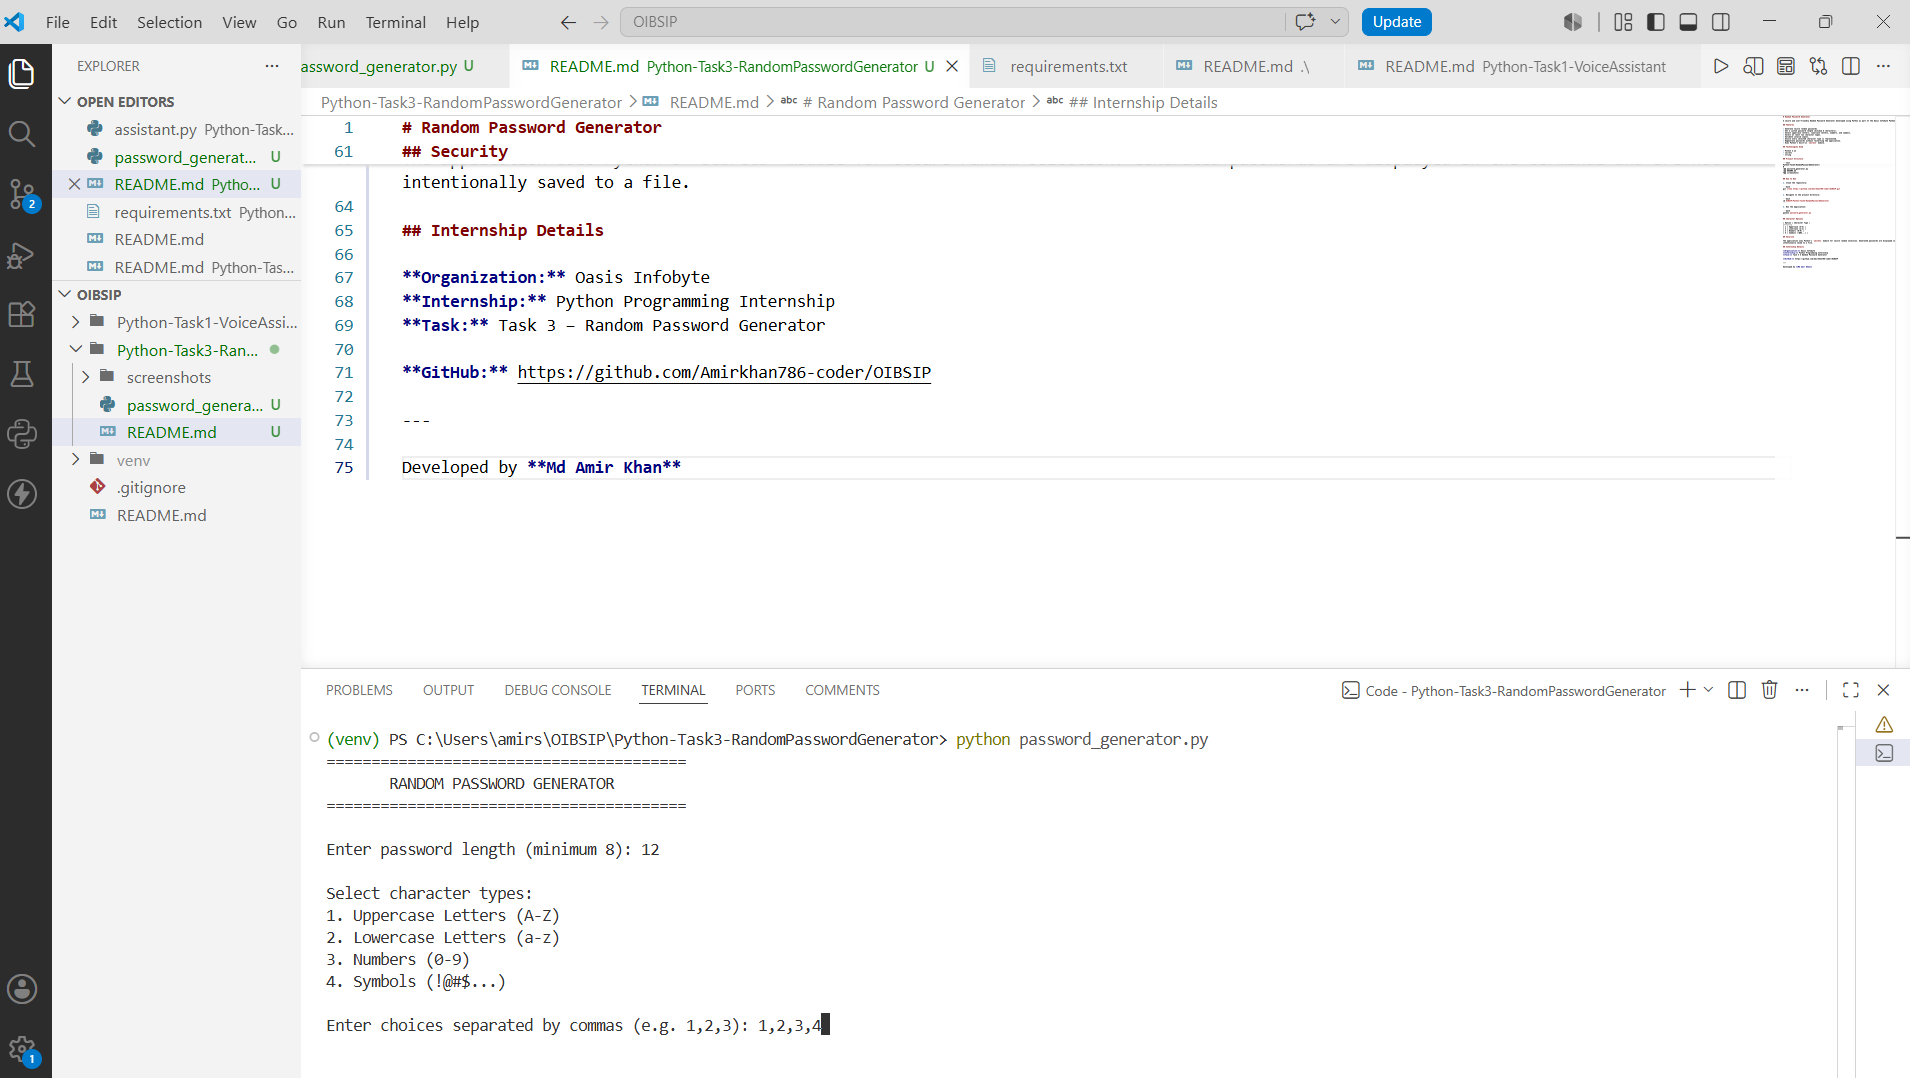 File Edit Selection View Go Run Terminal Help
OIBSIP
Update
EXPLORER
OPEN EDITORS
assistant.py Python-Task...
password_generat... U
README.md Pytho... U
requirements.txt Python...
README.md
README.md Python-Tas...
OIBSIP
Python-Task1-VoiceAssi...
Python-Task3-Ran...
screenshots
password_genera... U
README.md U
venv
.gitignore
README.md
2
1
assword_generator.py U
README.md Python-Task3-RandomPasswordGenerator U
requirements.txt
README.md .\
README.md Python-Task1-VoiceAssistant
Python-Task3-RandomPasswordGenerator > README.md > abc # Random Password Generator > abc ## Internship Details
1 # Random Password Generator
61 ## Security
intentionally saved to a file.
64
65 ## Internship Details
66
67 **Organization:** Oasis Infobyte
68 **Internship:** Python Programming Internship
69 **Task:** Task 3 – Random Password Generator
70
71 **GitHub:** https://github.com/Amirkhan786-coder/OIBSIP
72
73 ---
74
75 Developed by **Md Amir Khan**
PROBLEMS OUTPUT DEBUG CONSOLE TERMINAL PORTS COMMENTS
Code - Python-Task3-RandomPasswordGenerator
(venv) PS C:\Users\amirs\OIBSIP\Python-Task3-RandomPasswordGenerator> python password_generator.py
========================================
RANDOM PASSWORD GENERATOR
========================================
Enter password length (minimum 8): 12
Select character types:
1. Uppercase Letters (A-Z)
2. Lowercase Letters (a-z)
3. Numbers (0-9)
4. Symbols (!@#$...)
Enter choices separated by commas (e.g. 1,2,3): 1,2,3,4